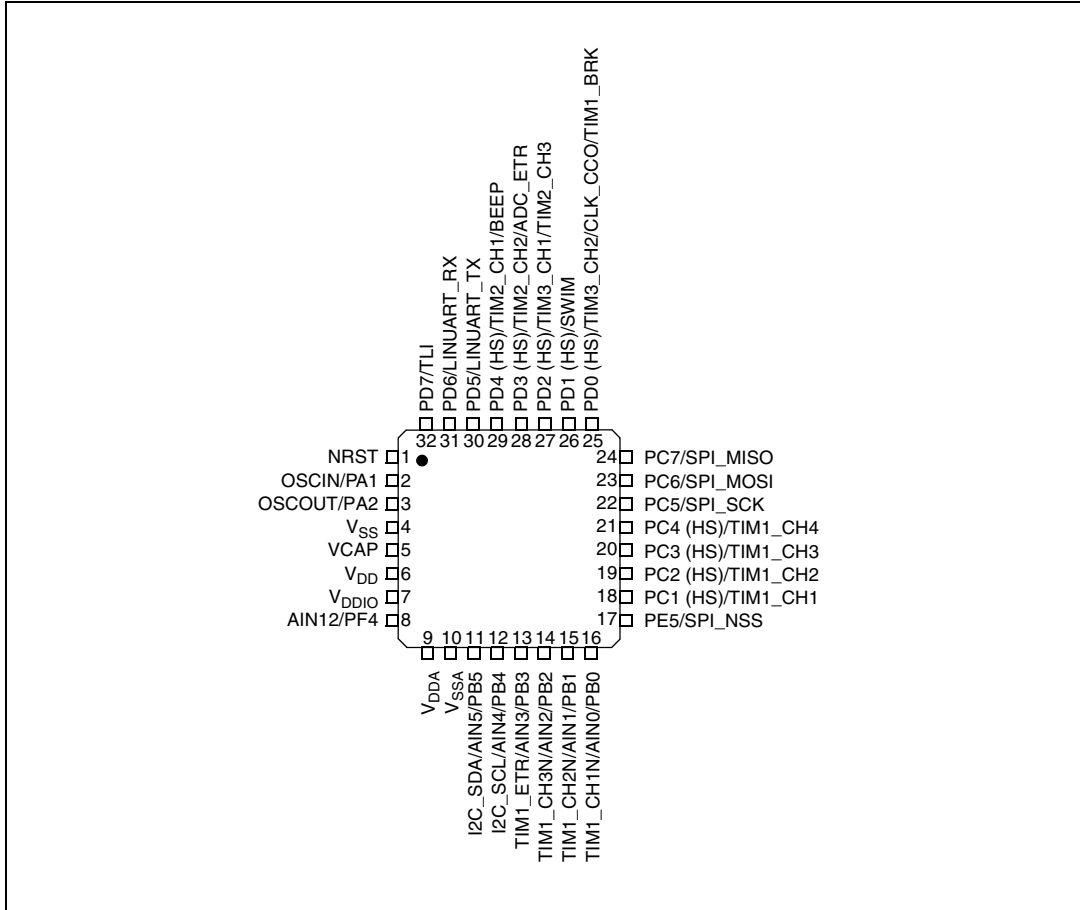 PD7/TLI
PD6/LINUART_RX
PD5/LINUART_TX
PD4 (HS)/TIM2_CH1/BEEP
PD3 (HS)/TIM2_CH2/ADC_ETR
PD2 (HS)/TIM3_CH1/TIM2_CH3
PD1 (HS)/SWIM
PD0 (HS)/TIM3_CH2/CLK_CCO/TIM1_BRK
32 31 30 29 28 27 26 25
NRST 1
OSCIN/PA1 2
OSCOUT/PA2 3
VSS 4
VCAP 5
VDD 6
VDDIO 7
AIN12/PF4 8
24 PC7/SPI_MISO
23 PC6/SPI_MOSI
22 PC5/SPI_SCK
21 PC4 (HS)/TIM1_CH4
20 PC3 (HS)/TIM1_CH3
19 PC2 (HS)/TIM1_CH2
18 PC1 (HS)/TIM1_CH1
17 PE5/SPI_NSS
9 10 11 12 13 14 15 16
VDDA
VSSA
I2C_SDA/AIN5/PB5
I2C_SCL/AIN4/PB4
TIM1_ETR/AIN3/PB3
TIM1_CH3N/AIN2/PB2
TIM1_CH2N/AIN1/PB1
TIM1_CH1N/AIN0/PB0